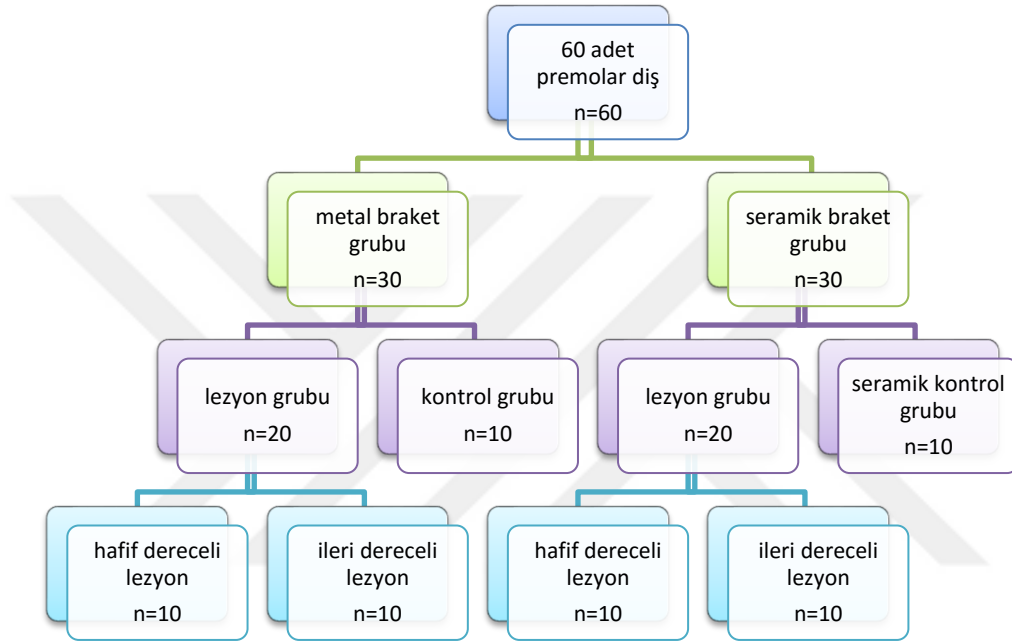 60 adet
premolar diş
n=60
metal braket
grubu
n=30
seramik braket
grubu
n=30
lezyon grubu
n=20
kontrol grubu
n=10
lezyon grubu
n=20
seramik kontrol
grubu
n=10
hafif dereceli
lezyon
n=10
ileri dereceli
lezyon
n=10
hafif dereceli
lezyon
n=10
ileri dereceli
lezyon
n=10